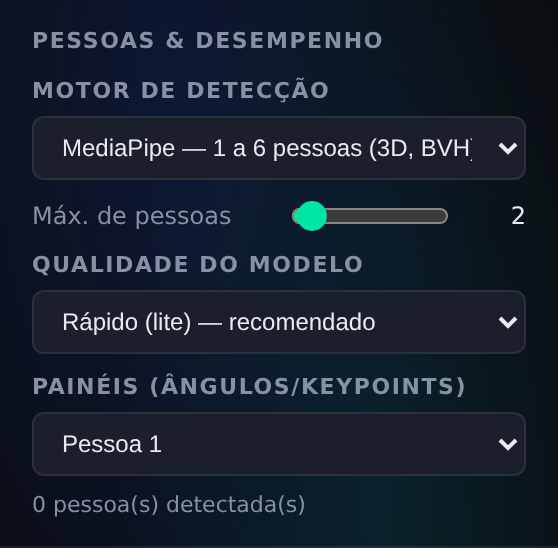 PESSOAS & DESEMPENHO
MOTOR DE DETECÇÃO
MediaPipe — 1 a 6 pessoas (3D, BVH)
Máx. de pessoas 2
QUALIDADE DO MODELO
Rápido (lite) — recomendado
PAINÉIS (ÂNGULOS/KEYPOINTS)
Pessoa 1
0 pessoa(s) detectada(s)